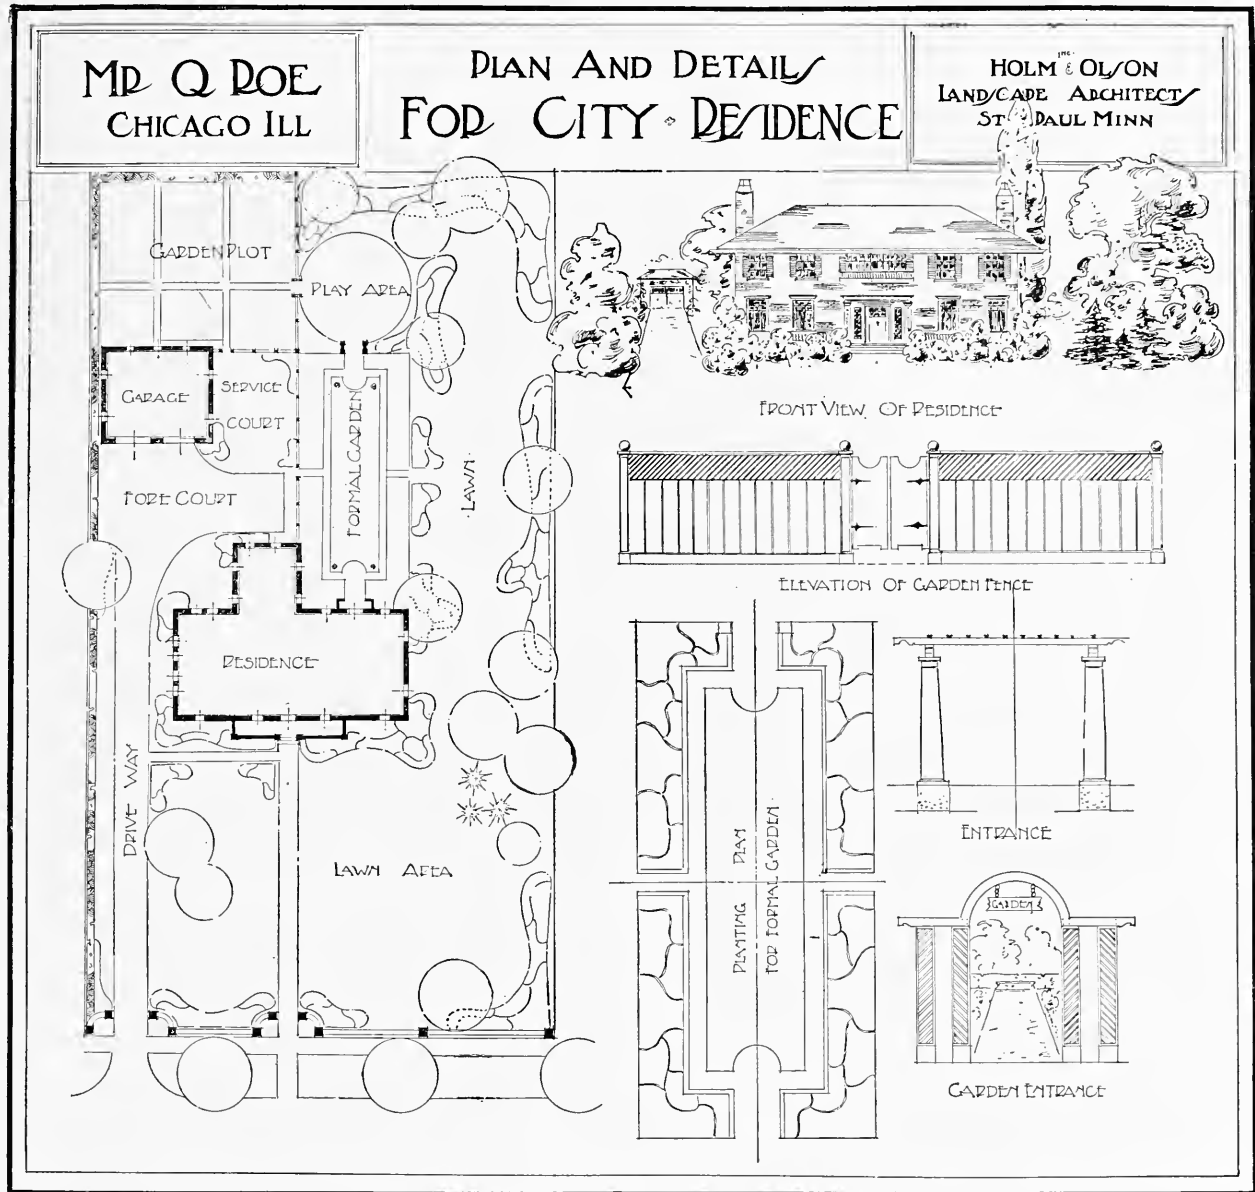 MR Q ROE
CHICAGO ILL
PLAN AND DETAILS
FOR CITY RESIDENCE
INC.
HOLM & OLSON
LANDSCAPE ARCHITECTS
ST PAUL MINN
GARDEN PLOT
PLAY AREA
GARAGE
SERVICE
COURT
FORMAL GARDEN
LAWN
FORE COURT
RESIDENCE
DRIVE WAY
LAWN AREA
FRONT VIEW OF RESIDENCE
ELEVATION OF GARDEN FENCE
PLANTING PLAN
FOR FORMAL GARDEN
ENTRANCE
GARDEN
GARDEN ENTRANCE